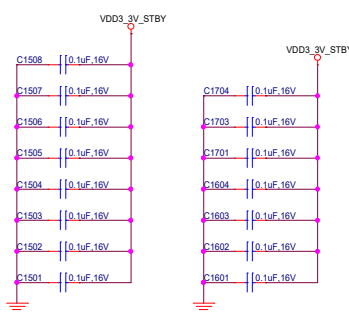 VDD3_3V_STBY
C1508 0.1uF,16V
C1507 0.1uF,16V
C1506 0.1uF,16V
C1505 0.1uF,16V
C1504 0.1uF,16V
C1503 0.1uF,16V
C1502 0.1uF,16V
C1501 0.1uF,16V
VDD3_3V_STBY
C1704 0.1uF,16V
C1703 0.1uF,16V
C1701 0.1uF,16V
C1604 0.1uF,16V
C1603 0.1uF,16V
C1602 0.1uF,16V
C1601 0.1uF,16V